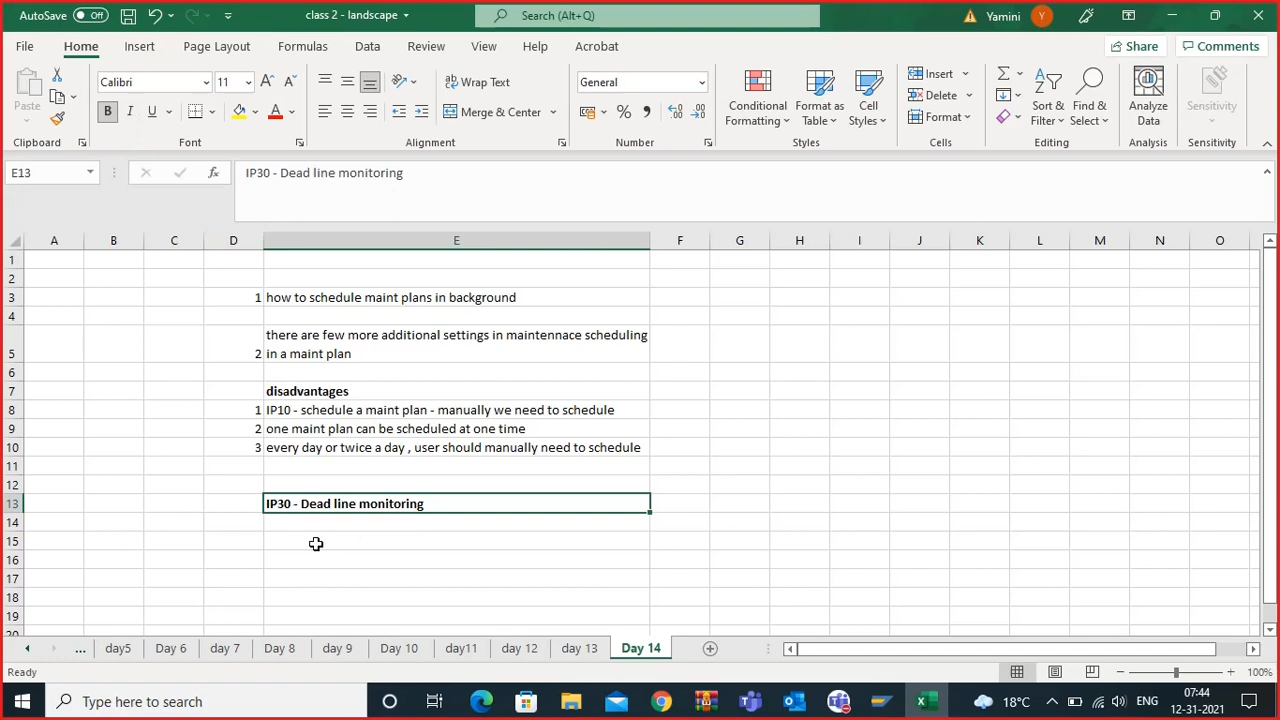 AutoSave Off class 2 - landscape Search (Alt+Q) Yamini Y
File Home Insert Page Layout Formulas Data Review View Help Acrobat Share Comments
Paste Calibri 11 A A Wrap Text General Conditional Formatting Format as Table Cell Styles Insert Sort & Filter Find & Select Analyze Data Sensitivity
B I U A Merge & Center % Delete
Format
Clipboard Font Alignment Number Styles Cells Editing Analysis Sensitivity
E13 fx IP30 - Dead line monitoring
A B C D E F G H I J K L M N O
1
2
3 1 how to schedule maint plans in background
4
there are few more additional settings in maintennace scheduling
5 2 in a maint plan
6
7 disadvantages
8 1 IP10 - schedule a maint plan - manually we need to schedule
9 2 one maint plan can be scheduled at one time
10 3 every day or twice a day , user should manually need to schedule
11
12
13 IP30 - Dead line monitoring
14
15
16
17
18
19
20
... day5 Day 6 day 7 Day 8 day 9 Day 10 day11 day 12 day 13 Day 14
Ready 100%
Type here to search 18°C ENG 07:44
12-31-2021